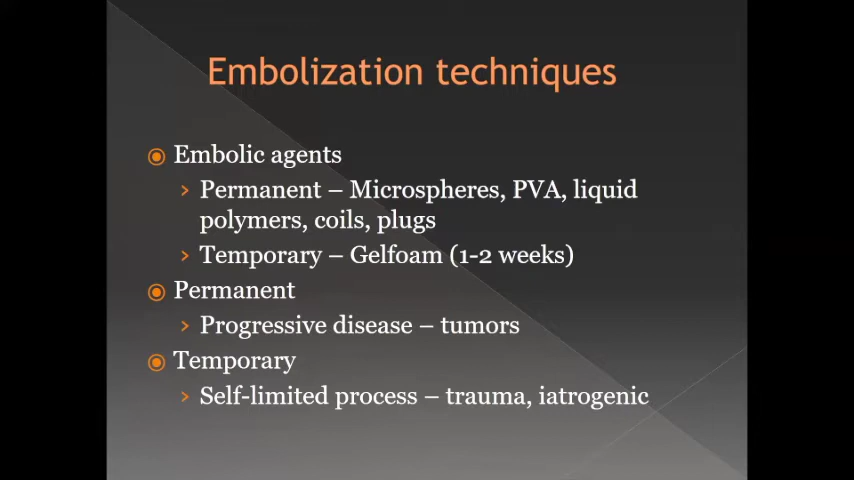 Embolization techniques
Embolic agents
Permanent – Microspheres, PVA, liquid
polymers, coils, plugs
Temporary – Gelfoam (1-2 weeks)
Permanent
Progressive disease – tumors
Temporary
Self-limited process – trauma, iatrogenic